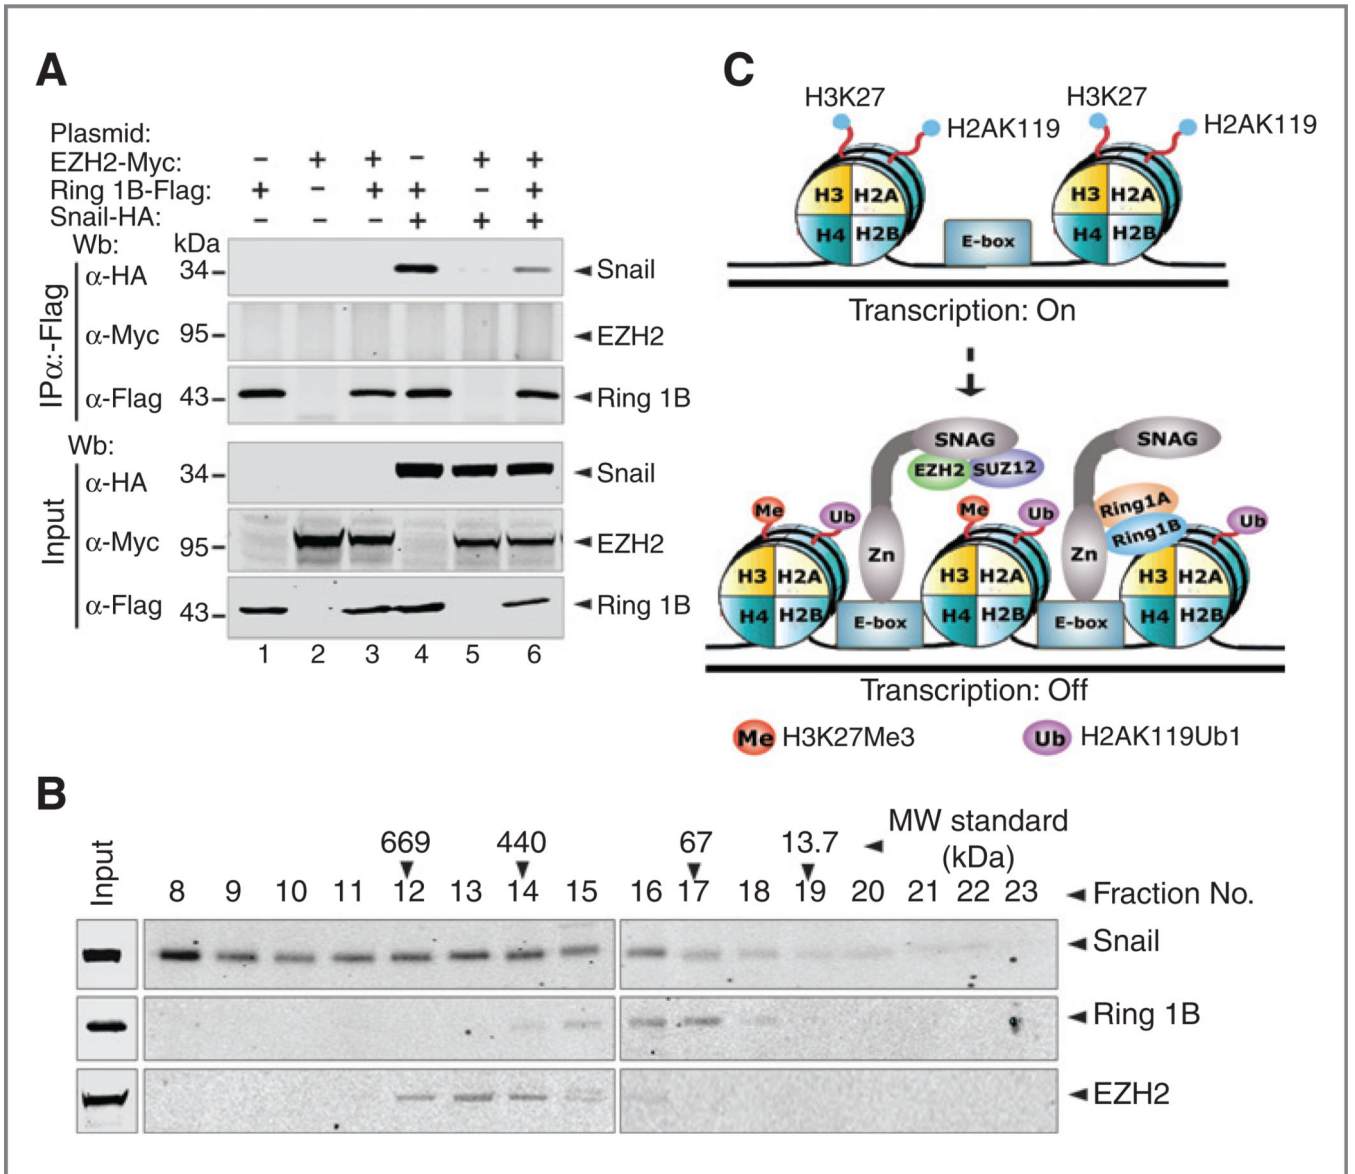 A
Plasmid:
EZH2-Myc: – + + – + +
Ring 1B-Flag: + – + + – +
Snail-HA: – – – + + +
Wb: kDa
IPα:-Flag
α-HA 34 Snail
α-Myc 95 EZH2
α-Flag 43 Ring 1B
Wb:
Input
α-HA 34 Snail
α-Myc 95 EZH2
α-Flag 43 Ring 1B
1 2 3 4 5 6
C
H3K27 H2AK119 H3K27 H2AK119
H3 H2A H3 H2A
H4 H2B E-box H4 H2B
Transcription: On
SNAG SNAG
EZH2 SUZ12
Ring1A
Me Ub Me Ub Ring1B Ub
Zn Zn
H3 H2A H3 H2A H3 H2A
H4 H2B E-box H4 H2B E-box H4 H2B
Transcription: Off
Me H3K27Me3 Ub H2AK119Ub1
B
Input
669 440 67 13.7 MW standard
(kDa)
8 9 10 11 12 13 14 15 16 17 18 19 20 21 22 23 Fraction No.
Snail
Ring 1B
EZH2